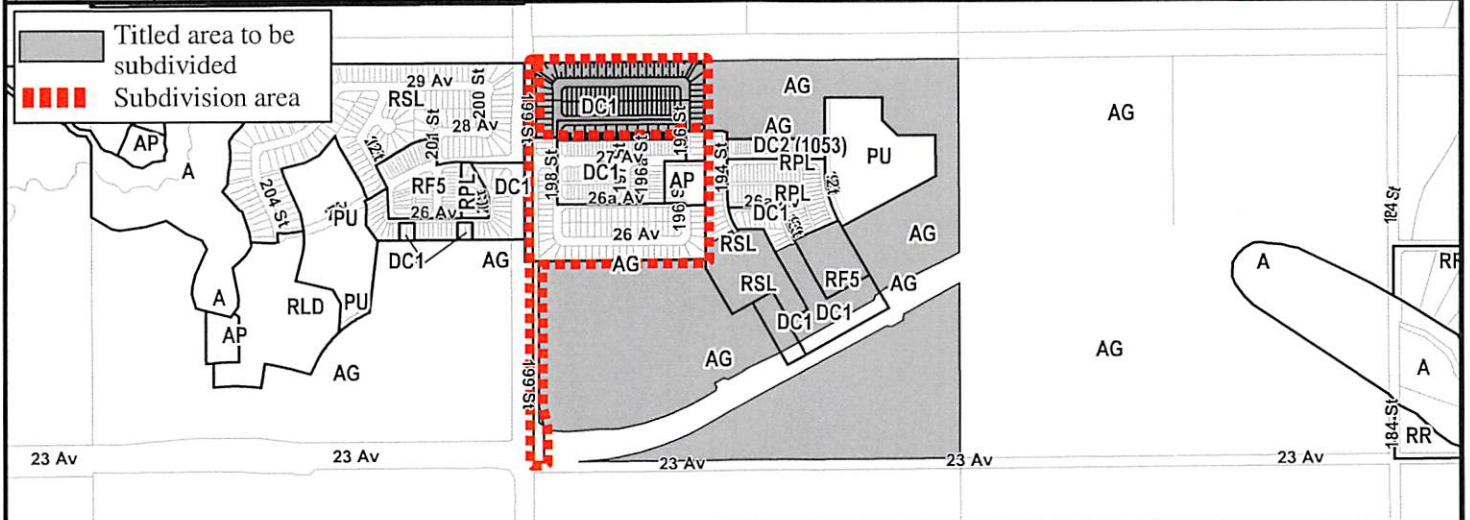 Titled area to be
subdivided
Subdivision area
29 Av
RSL
200 St
199 St
DC1
196 St
AG
AG
AP
28 Av
201 St
AG
DC2 (1053)
PU
A
27 Av
RPL
RF5
RPL
DC1
198 St
DC1
196a St
AP
194 St
RPL
184 St
204 St
PU
26 Av
26a Av
196 St
DC1
26 Av
RSL
AG
DC1
AG
AG
RR
A
A
RLD
PU
RSL
RF5
AG
AP
DC1
DC1
AG
AG
AG
199 St
A
184 St
RR
23 Av
23 Av
23 Av
23 Av
23 Av